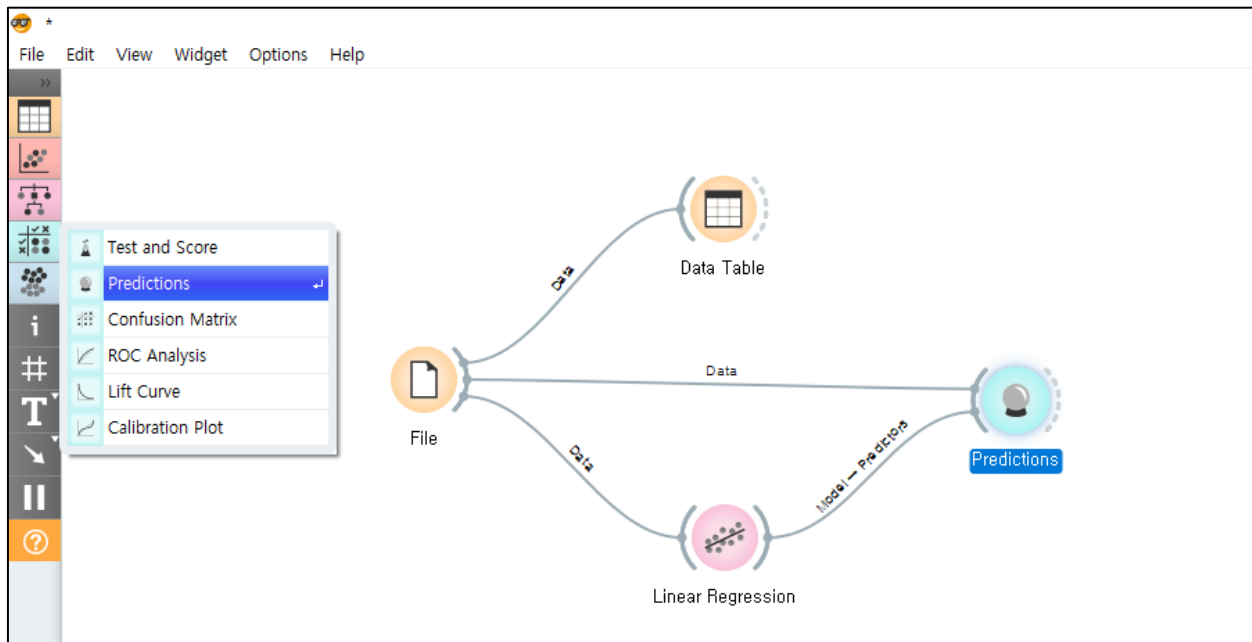 *
File Edit View Widget Options Help
»
Test and Score
Predictions
Confusion Matrix
ROC Analysis
Lift Curve
Calibration Plot
i
#
T
?
Data Table
Data
Data
File
Data
Model → Predictors
Predictions
Linear Regression